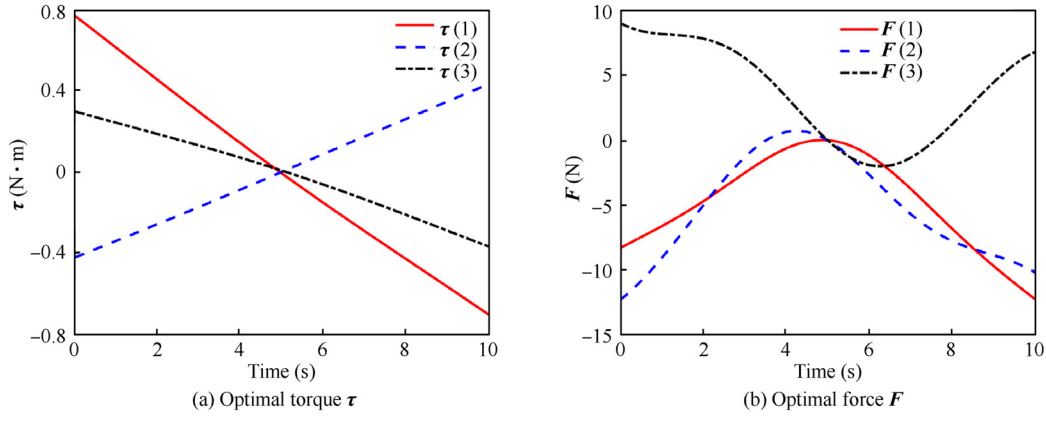 0.8
0.4
0
−0.4
−0.8
τ (N · m)
τ (1)
τ (2)
τ (3)
0 2 4 6 8 10
Time (s)
(a) Optimal torque τ
10
5
0
−5
−10
−15
F (N)
F (1)
F (2)
F (3)
0 2 4 6 8 10
Time (s)
(b) Optimal force F